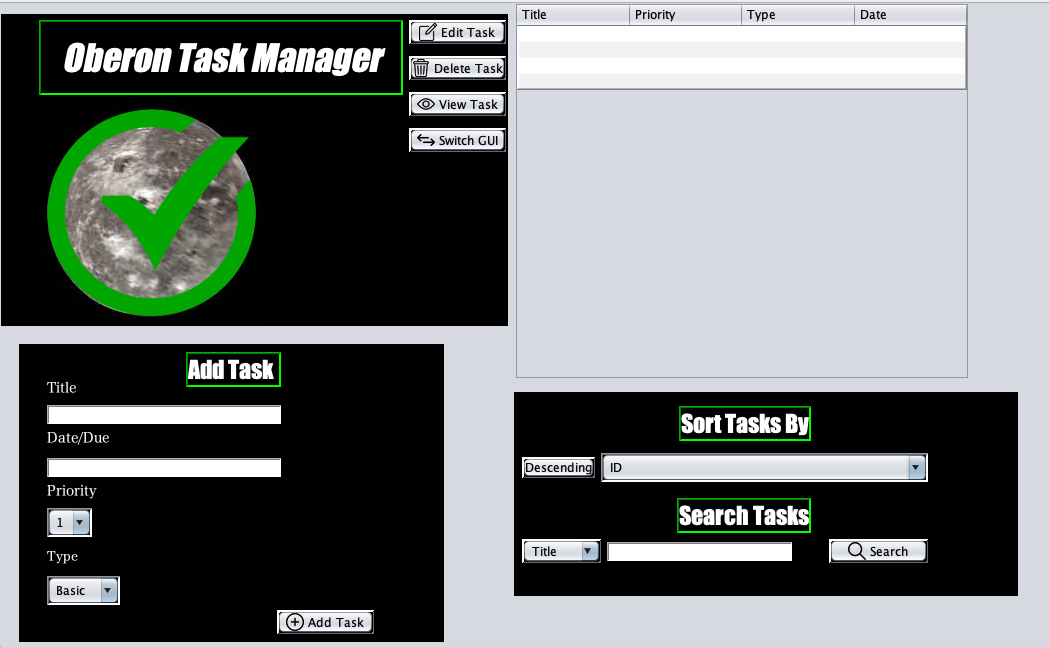 Oberon Task Manager
Edit Task
Delete Task
View Task
Switch GUI
Title Priority Type Date
Add Task
Title
Date/Due
Priority
1
Type
Basic
Add Task
Sort Tasks By
Descending ID
Search Tasks
Title Search